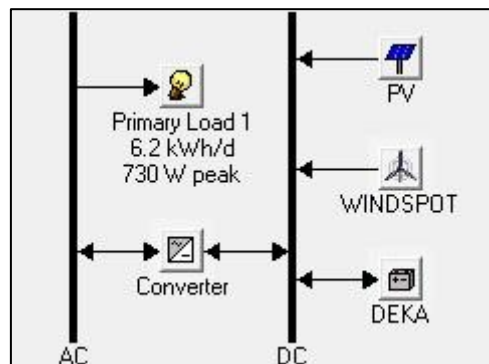 PV
Primary Load 1
6.2 kWh/d
730 W peak
WINDSPOT
Converter
DEKA
AC
DC